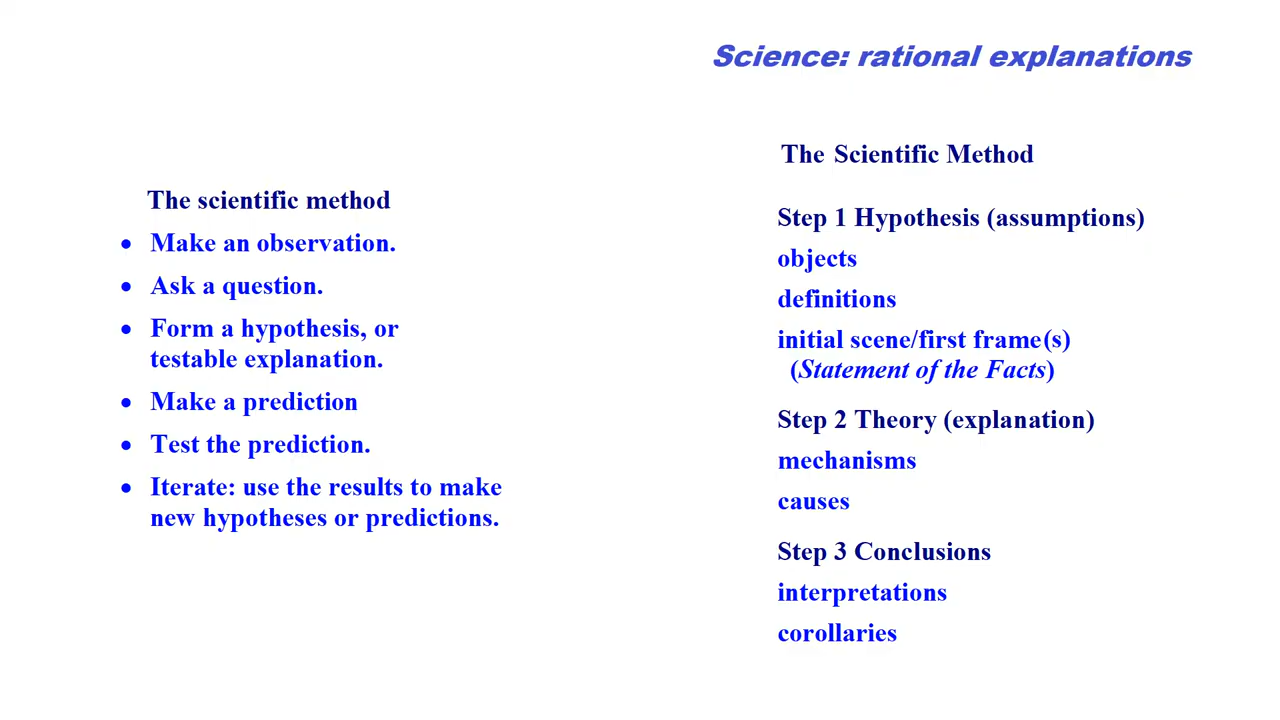 Science: rational explanations
The scientific method
• Make an observation.
• Ask a question.
• Form a hypothesis, or
testable explanation.
• Make a prediction
• Test the prediction.
• Iterate: use the results to make
new hypotheses or predictions.
The Scientific Method
Step 1 Hypothesis (assumptions)
objects
definitions
initial scene/first frame(s)
(Statement of the Facts)
Step 2 Theory (explanation)
mechanisms
causes
Step 3 Conclusions
interpretations
corollaries